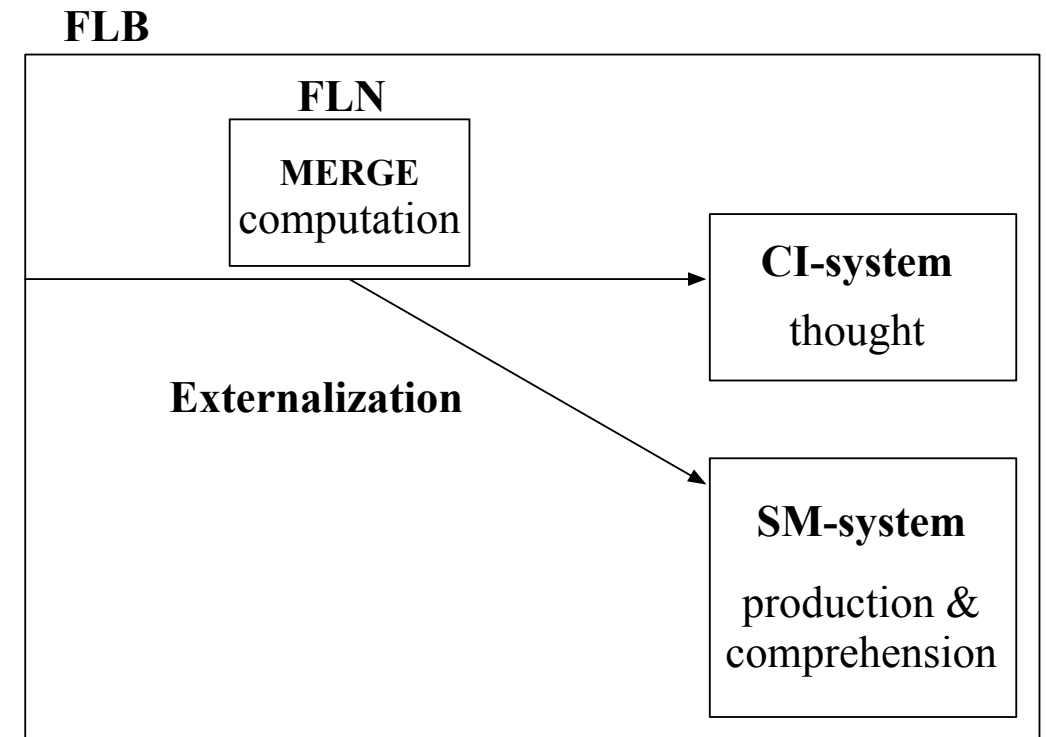 FLB
FLN
MERGE
computation
CI-system
thought
Externalization
SM-system
production &
comprehension